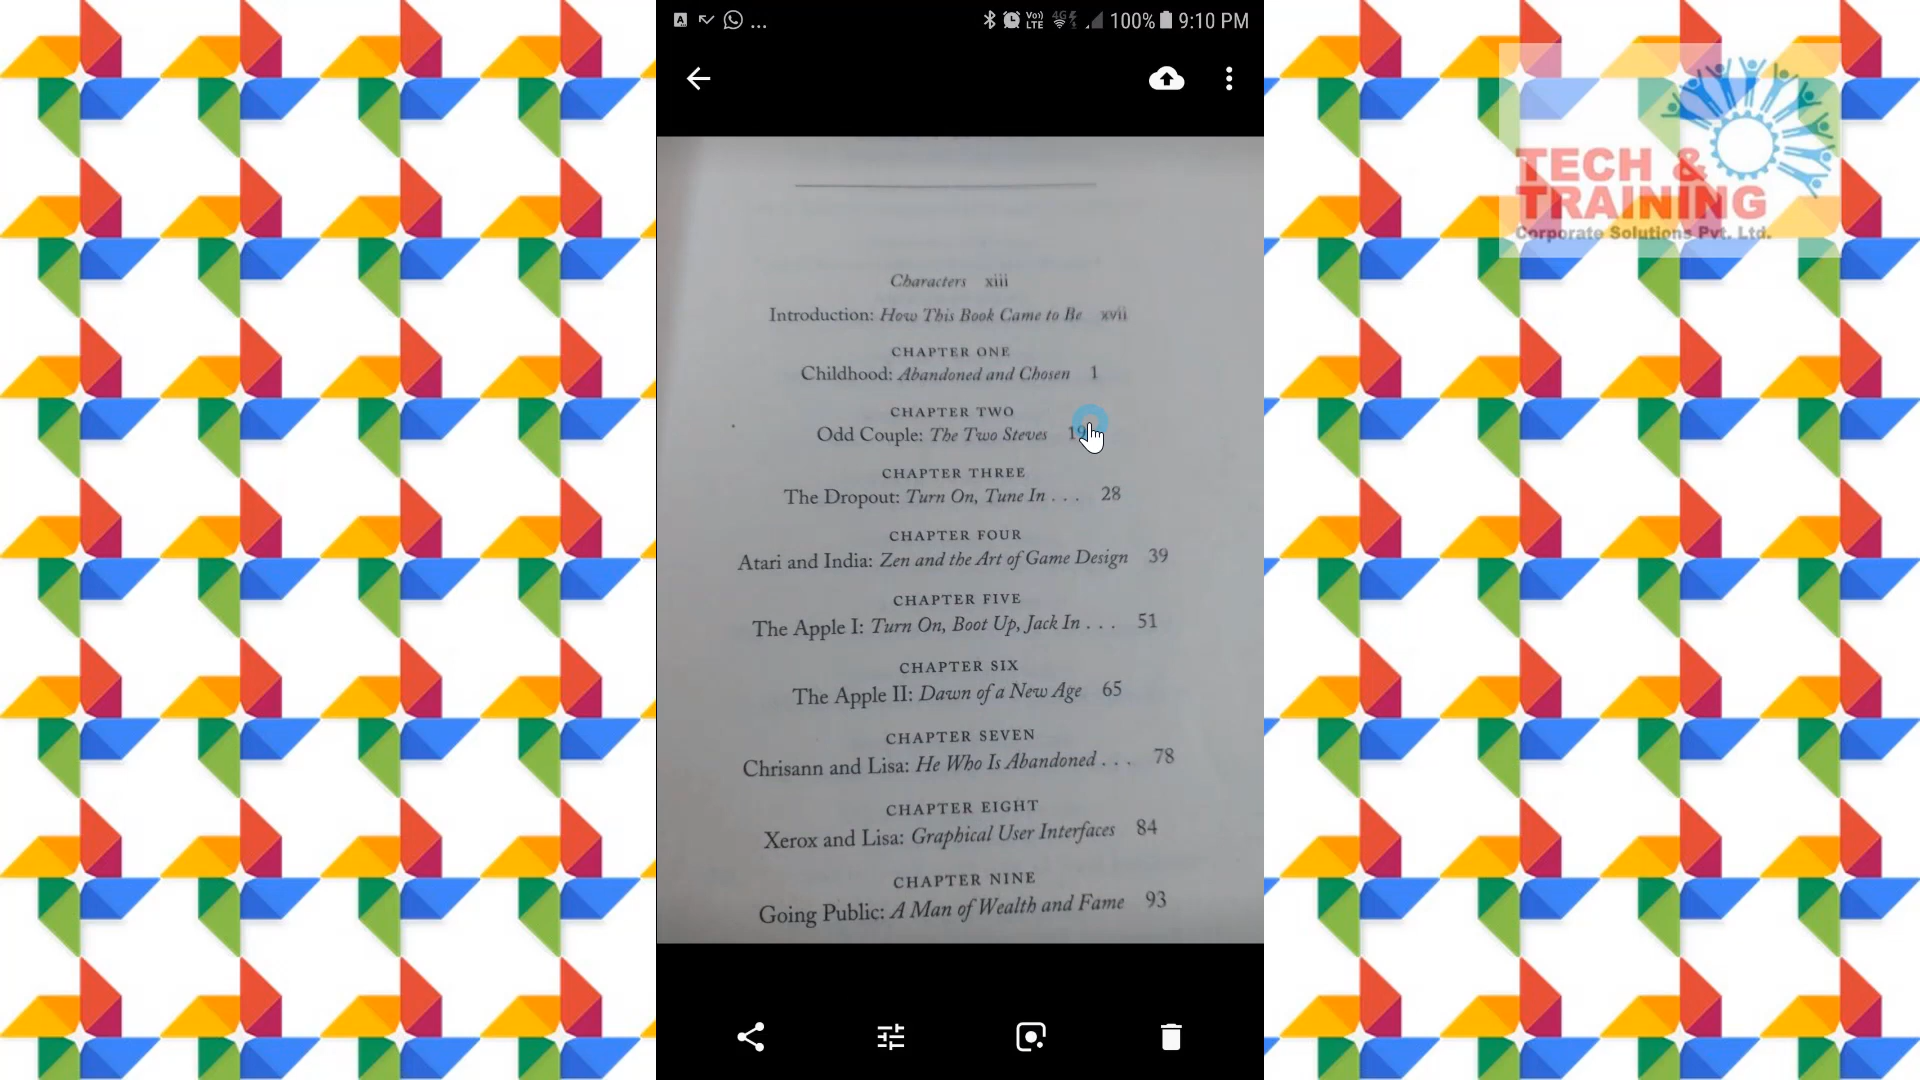 A ... Vo) LTE 4G 100% 9:10 PM
TECH &
TRAINING
Corporate Solutions Pvt. Ltd.
Characters xiii
Introduction: How This Book Came to Be xvii
CHAPTER ONE
Childhood: Abandoned and Chosen 1
CHAPTER TWO
Odd Couple: The Two Steves 19
CHAPTER THREE
The Dropout: Turn On, Tune In . . . 28
CHAPTER FOUR
Atari and India: Zen and the Art of Game Design 39
CHAPTER FIVE
The Apple I: Turn On, Boot Up, Jack In . . . 51
CHAPTER SIX
The Apple II: Dawn of a New Age 65
CHAPTER SEVEN
Chrisann and Lisa: He Who Is Abandoned . . . 78
CHAPTER EIGHT
Xerox and Lisa: Graphical User Interfaces 84
CHAPTER NINE
Going Public: A Man of Wealth and Fame 93